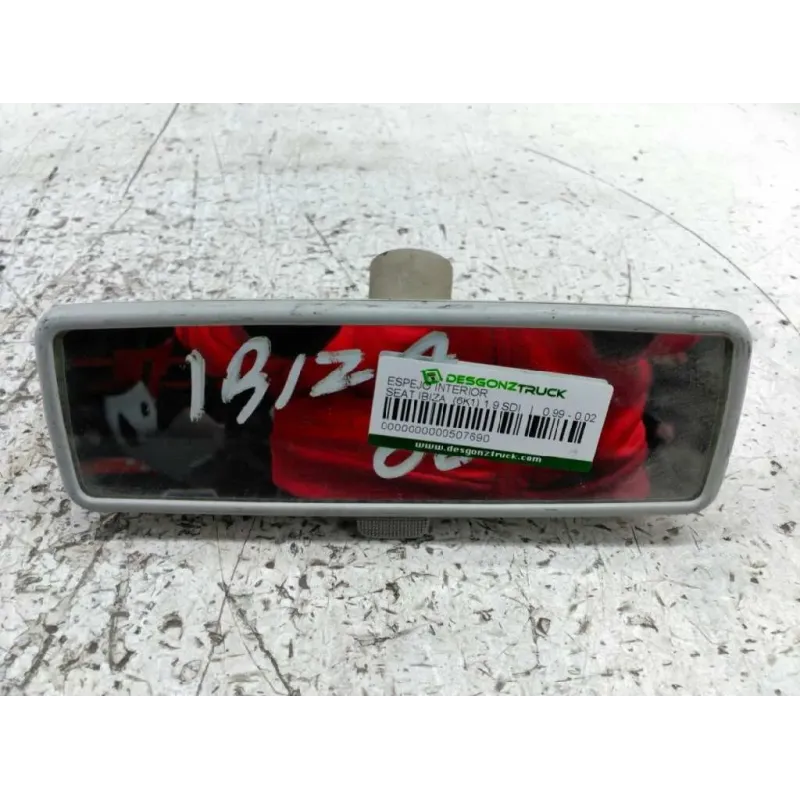 IBIZA
DESGONZTRUCK
ESPEJO INTERIOR
SEAT IBIZA (6K1) 1.9 SDI | 0.99 - 0.02
0000000000507690
www.desgonztruck.com